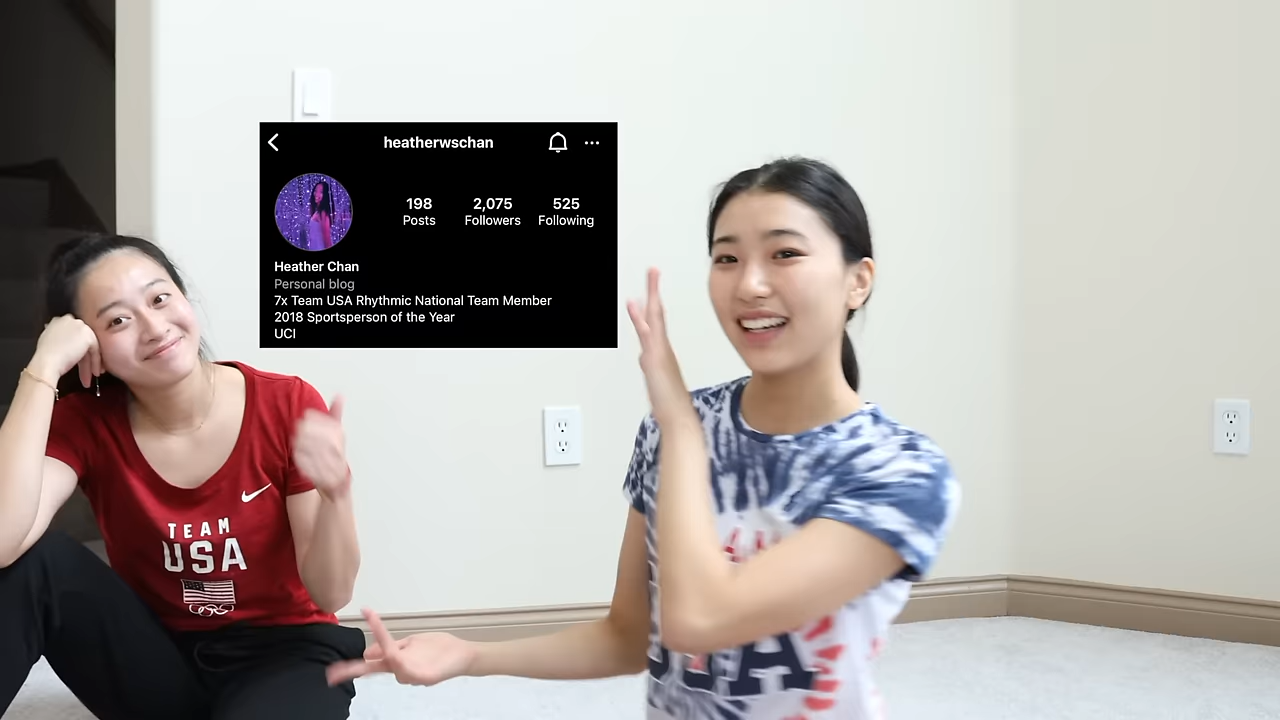 heatherwschan
198 2,075 525
Posts Followers Following
Heather Chan
Personal blog
7x Team USA Rhythmic National Team Member
2018 Sportsperson of the Year
UCI
TEAM
USA
USA